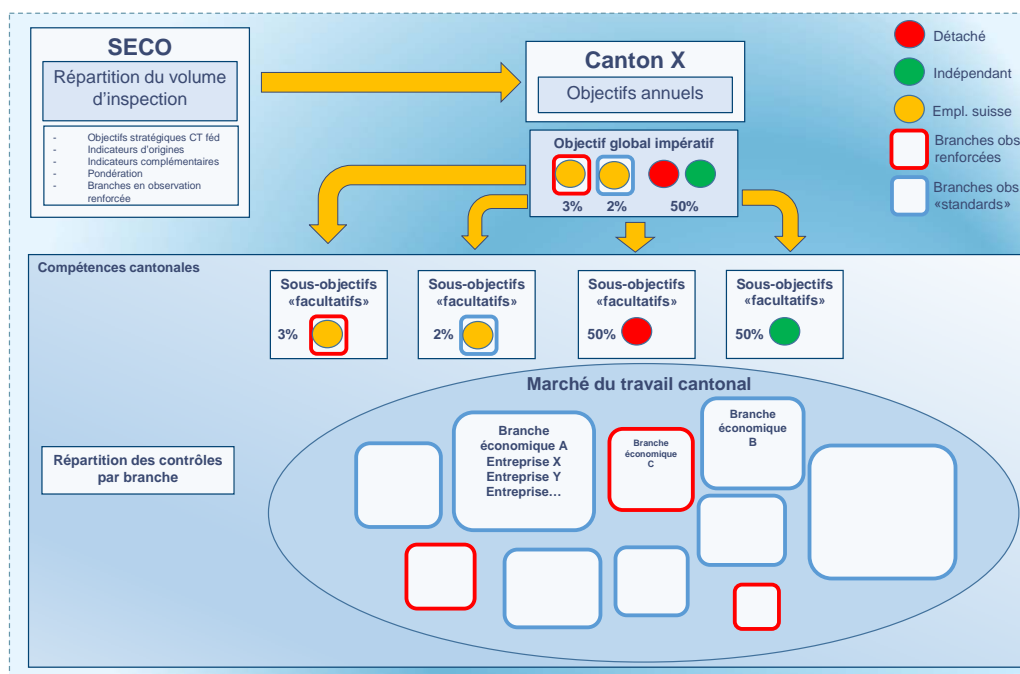 SECO
Répartition du volume
d'inspection
- Objectifs stratégiques CT féd
- Indicateurs d'origines
- Indicateurs complémentaires
- Pondération
- Branches en observation
renforcée
Canton X
Objectifs annuels
Objectif global impératif
3% 2% 50%
Détaché
Indépendant
Empl. suisse
Branches obs
renforcées
Branches obs
«standards»
Compétences cantonales
Sous-objectifs
«facultatifs»
3%
Sous-objectifs
«facultatifs»
2%
Sous-objectifs
«facultatifs»
50%
Sous-objectifs
«facultatifs»
50%
Marché du travail cantonal
Répartition des contrôles
par branche
Branche
économique A
Entreprise X
Entreprise Y
Entreprise…
Branche
économique
C
Branche
économique
B